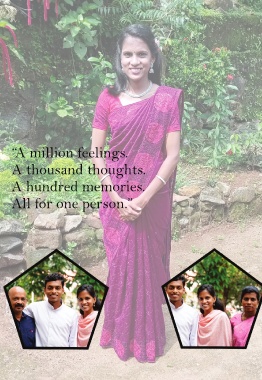 “A million feelings.
A thousand thoughts.
A hundred memories.
All for one person.”